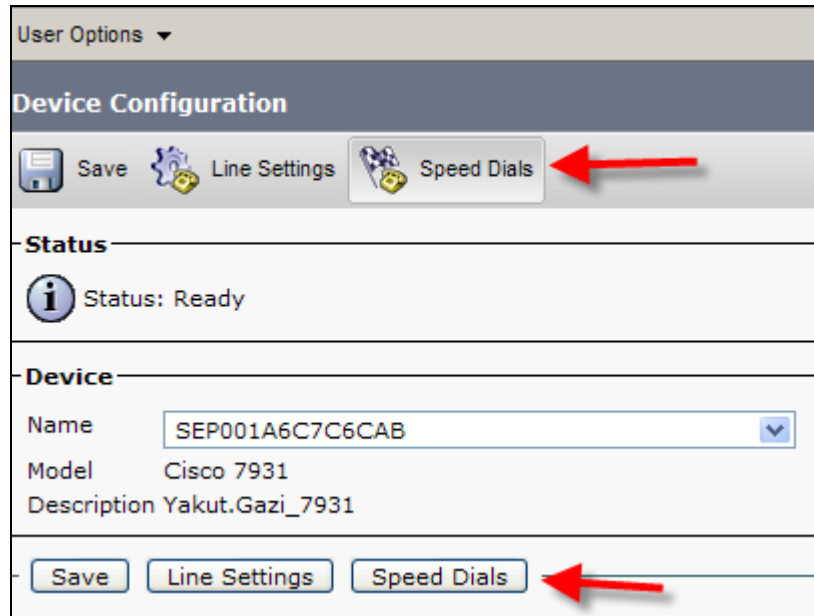 User Options
Device Configuration
Save Line Settings Speed Dials
Status
i Status: Ready
Device
Name SEP001A6C7C6CAB
Model Cisco 7931
Description Yakut.Gazi_7931
Save Line Settings Speed Dials